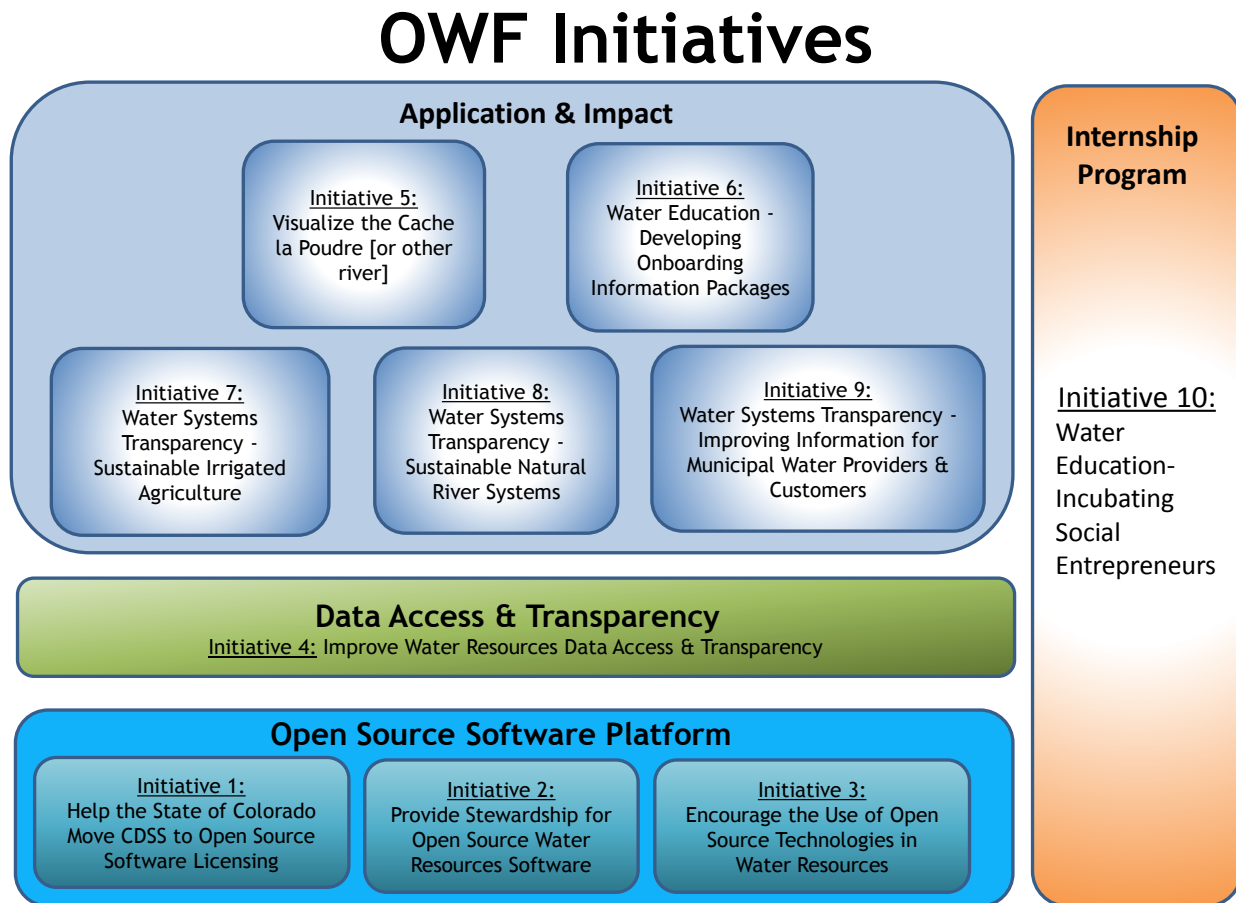 OWF Initiatives
Application & Impact
Initiative 5:
Visualize the Cache
la Poudre [or other
river]
Initiative 6:
Water Education -
Developing
Onboarding
Information Packages
Initiative 7:
Water Systems
Transparency -
Sustainable Irrigated
Agriculture
Initiative 8:
Water Systems
Transparency -
Sustainable Natural
River Systems
Initiative 9:
Water Systems Transparency -
Improving Information for
Municipal Water Providers &
Customers
Data Access & Transparency
Initiative 4: Improve Water Resources Data Access & Transparency
Open Source Software Platform
Initiative 1:
Help the State of Colorado
Move CDSS to Open Source
Software Licensing
Initiative 2:
Provide Stewardship for
Open Source Water
Resources Software
Initiative 3:
Encourage the Use of Open
Source Technologies in
Water Resources
Internship
Program
Initiative 10:
Water
Education-
Incubating
Social
Entrepreneurs